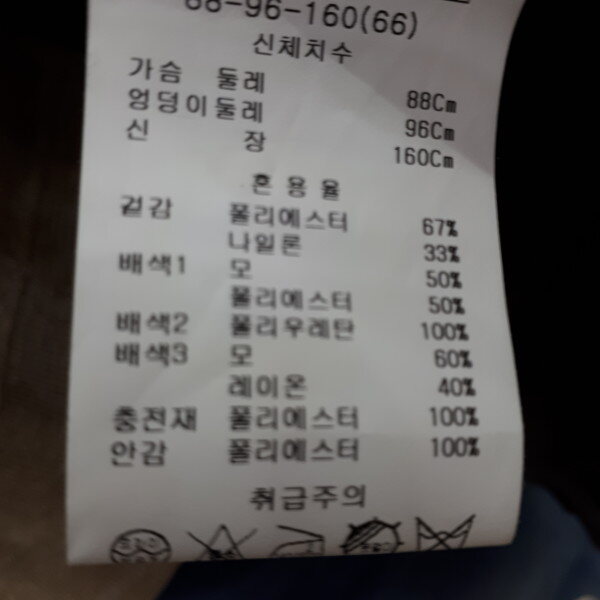 88-96-160(66)
신체치수
가슴 둘레 88Cm
엉덩이둘레 96Cm
신 장 160Cm
혼 용 율
겉감 폴리에스터 67%
나일론 33%
배색1 모 50%
폴리에스터 50%
배색2 폴리우레탄 100%
배색3 모 60%
레이온 40%
충전재 폴리에스터 100%
안감 폴리에스터 100%
취급주의